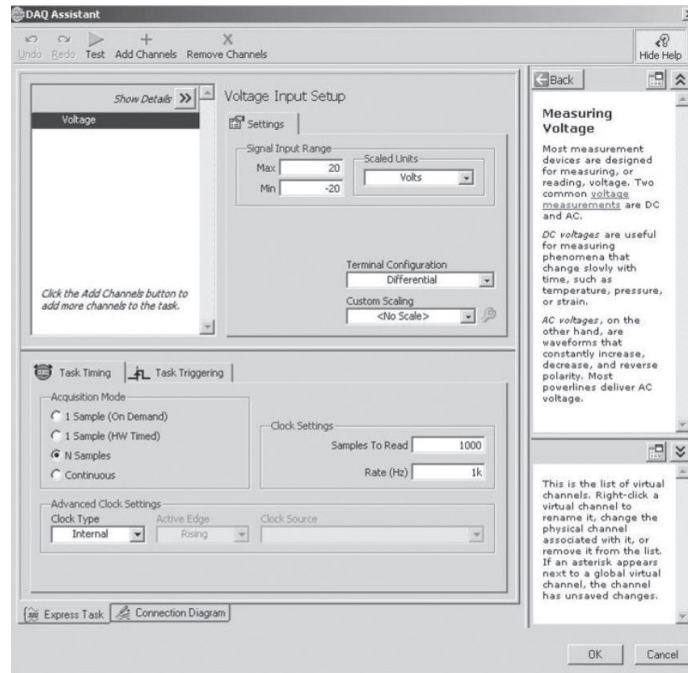 DAQ Assistant
Undo Redo Test Add Channels Remove Channels
Hide Help
Show Details
Voltage
Click the Add Channels button to
add more channels to the task.
Voltage Input Setup
Settings
Signal Input Range
Max 20
Min -20
Scaled Units
Volts
Terminal Configuration
Differential
Custom Scaling
<No Scale>
Task Timing Task Triggering
Acquisition Mode
1 Sample (On Demand)
1 Sample (HW Timed)
N Samples
Continuous
Clock Settings
Samples To Read 1000
Rate (Hz) 1k
Advanced Clock Settings
Clock Type Active Edge Clock Source
Internal Rising
Express Task Connection Diagram
Back
Measuring
Voltage
Most measurement
devices are designed
for measuring, or
reading, voltage. Two
common voltage
measurements are DC
and AC.
DC voltages are useful
for measuring
phenomena that
change slowly with
time, such as
temperature, pressure,
or strain.
AC voltages, on the
other hand, are
waveforms that
constantly increase,
decrease, and reverse
polarity. Most
powerlines deliver AC
voltage.
This is the list of virtual
channels. Right-click a
virtual channel to
rename it, change the
physical channel
associated with it, or
remove it from the list.
If an asterisk appears
next to a global virtual
channel, the channel
has unsaved changes.
OK Cancel